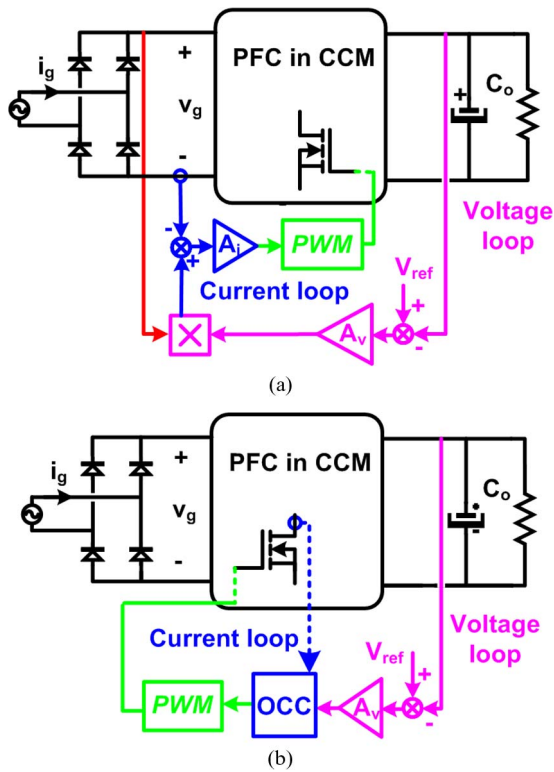 PFC in CCM
i_g
+
v_g
-
+
C_o
-
+
A_i
PWM
Voltage
loop
Current loop
V_ref
+
×
A_v
-
(a)
PFC in CCM
i_g
+
v_g
-
C_o
Current loop
Voltage
loop
V_ref
+
PWM
OCC
A_v
-
(b)